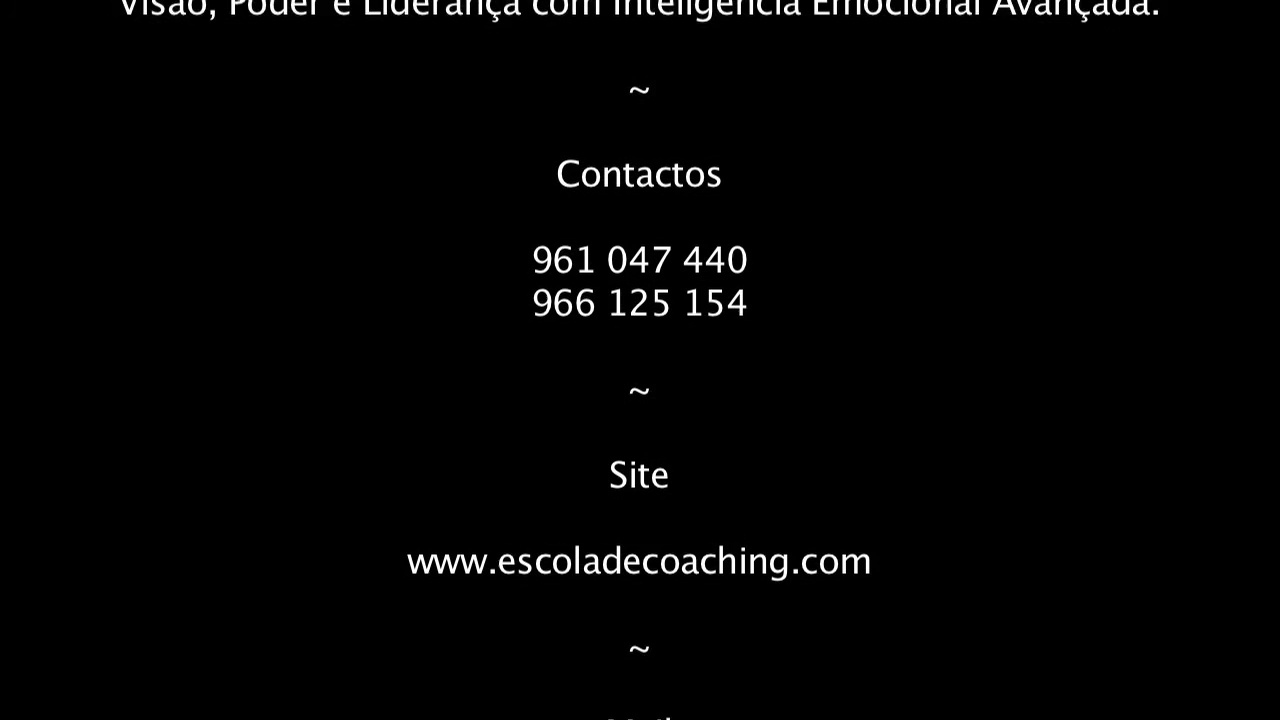 Visão, Poder e Liderança com Inteligência Emocional Avançada.
~
Contactos
961 047 440
966 125 154
~
Site
www.escoladecoaching.com
~